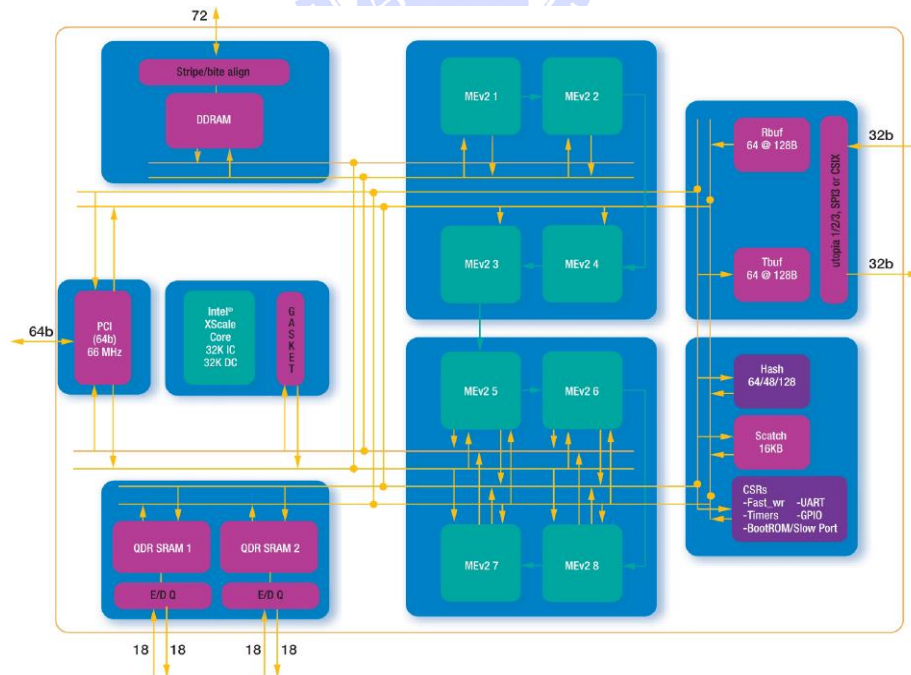 72
Stripe/bite align
DDRAM
MEv2 1
MEv2 2
MEv2 3
MEv2 4
Rbuf
64 @ 128B
Tbuf
64 @ 128B
utopia 1/2/3, SPI3 or CSIX
32b
32b
64b
PCI
(64b)
66 MHz
Intel®
XScale
Core
32K IC
32K DC
GASKET
MEv2 5
MEv2 6
MEv2 7
MEv2 8
Hash
64/48/128
Scatch
16KB
CSRs
-Fast_wr -UART
-Timers -GPIO
-BootROM/Slow Port
QDR SRAM 1
QDR SRAM 2
E/D Q
E/D Q
18
18
18
18